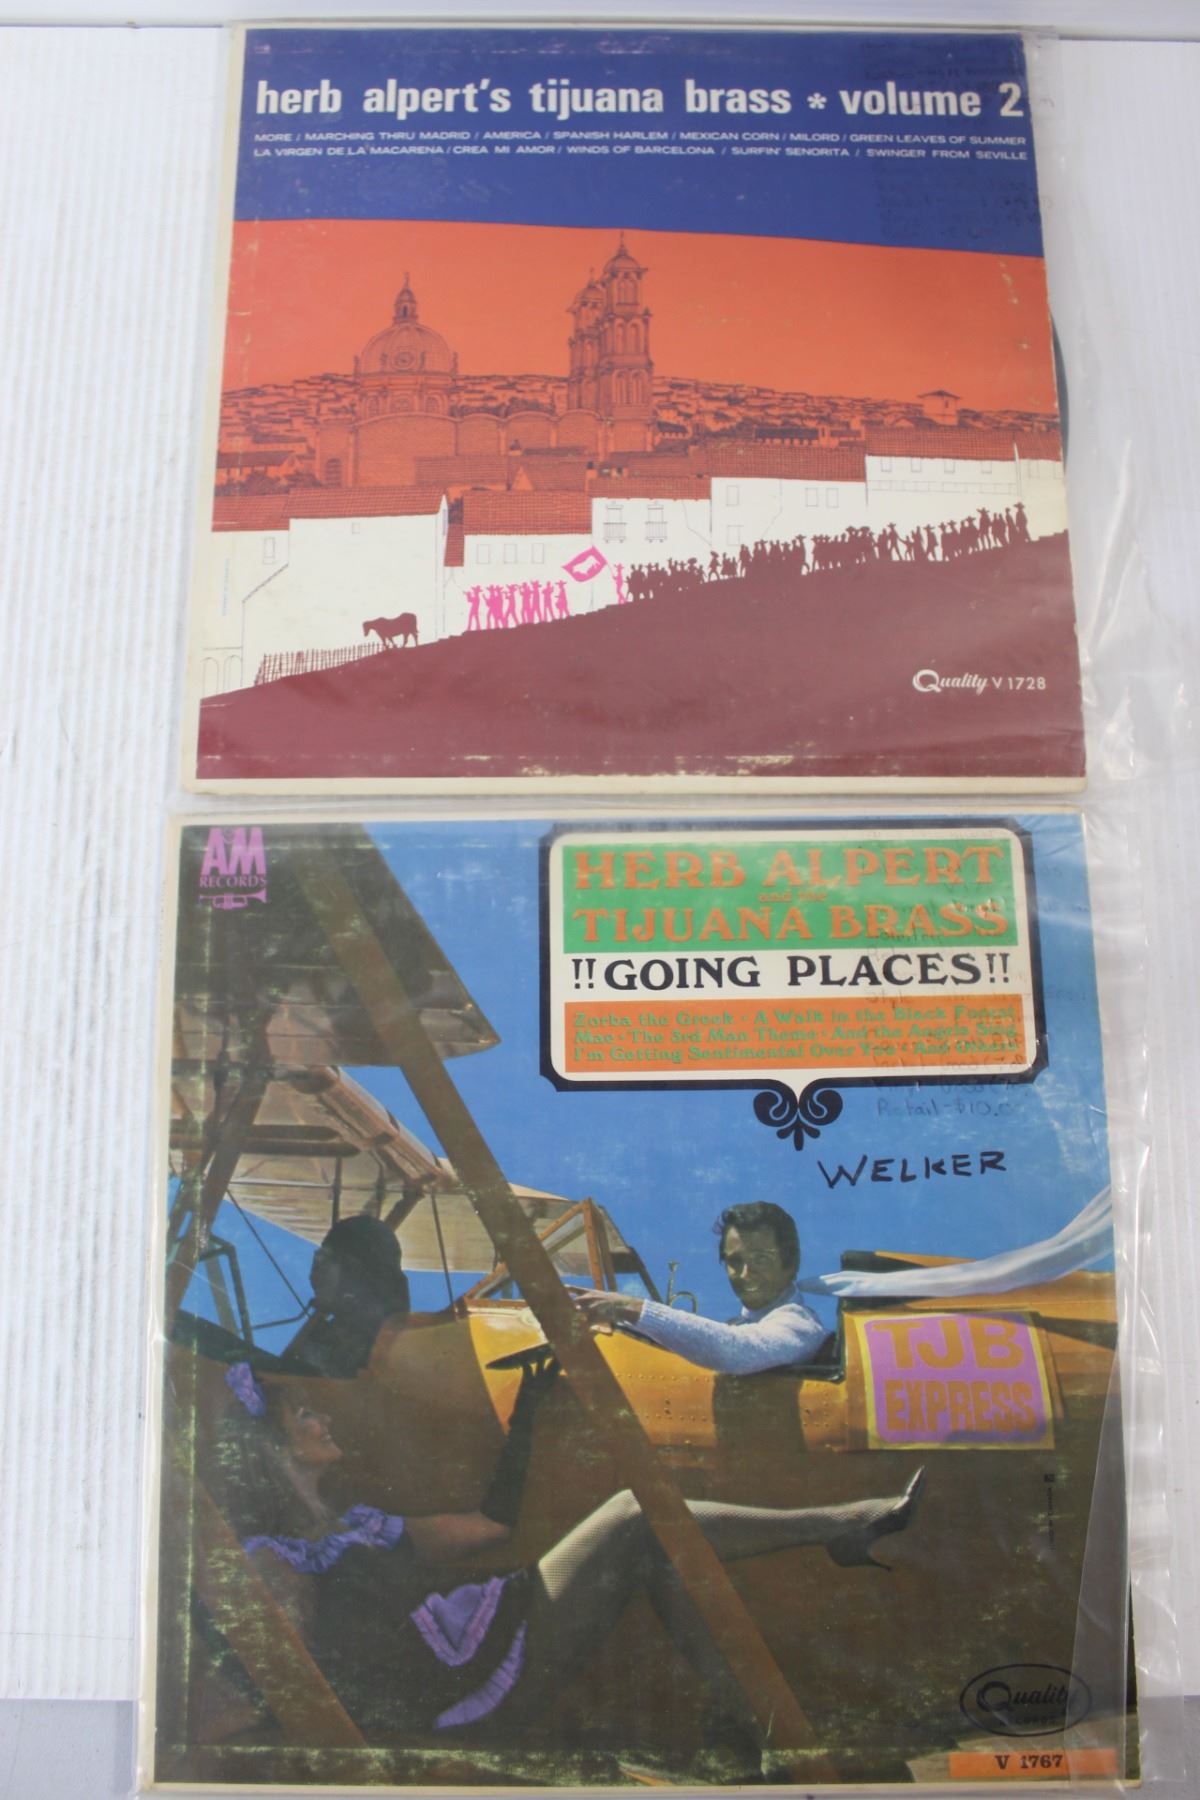 herb alpert's tijuana brass * volume 2
MORE / MARCHING THRU MADRID / AMERICA / SPANISH HARLEM / MEXICAN CORN / MILORD / GREEN LEAVES OF SUMMER
LA VIRGEN DE LA MACARENA / CREA MI AMOR / WINDS OF BARCELONA / SURFIN' SENORITA / SWINGER FROM SEVILLE
Quality V 1728
A&M
RECORDS
HERB ALPERT
and the
TIJUANA BRASS
!!GOING PLACES!!
Zorba the Greek • A Walk in the Black Forest
Mae • The 3rd Man Theme • And the Angels Sing
I'm Getting Sentimental Over You • And Others
Retail - $10.0
WELKER
TJB
EXPRESS
Quality
RECORDS
V 1767